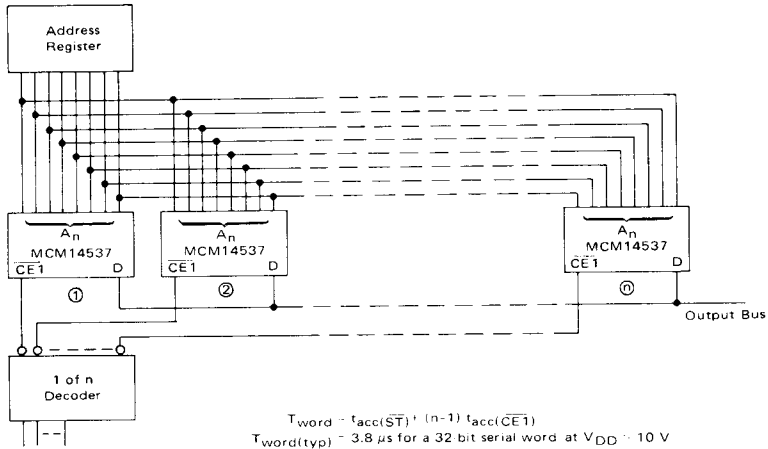 Address
Register
An
MCM14537
CE1 D
①
An
MCM14537
CE1 D
②
An
MCM14537
CE1 D
ⓝ
Output Bus
1 of n
Decoder
Tword = tacc(ST) + (n-1) tacc(CE1)
Tword(typ) = 3.8 μs for a 32-bit serial word at VDD = 10 V